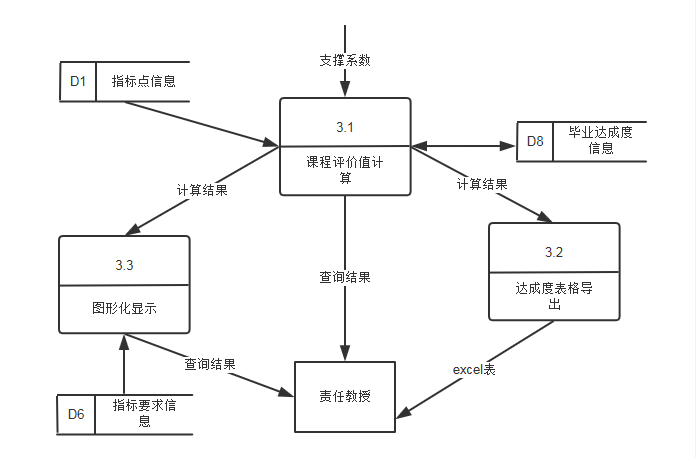 支撑系数
D1
指标点信息
3.1
课程评价值计
算
D8
毕业达成度
信息
计算结果
计算结果
3.3
图形化显示
查询结果
3.2
达成度表格导
出
查询结果
excel表
D6
指标要求信
息
责任教授